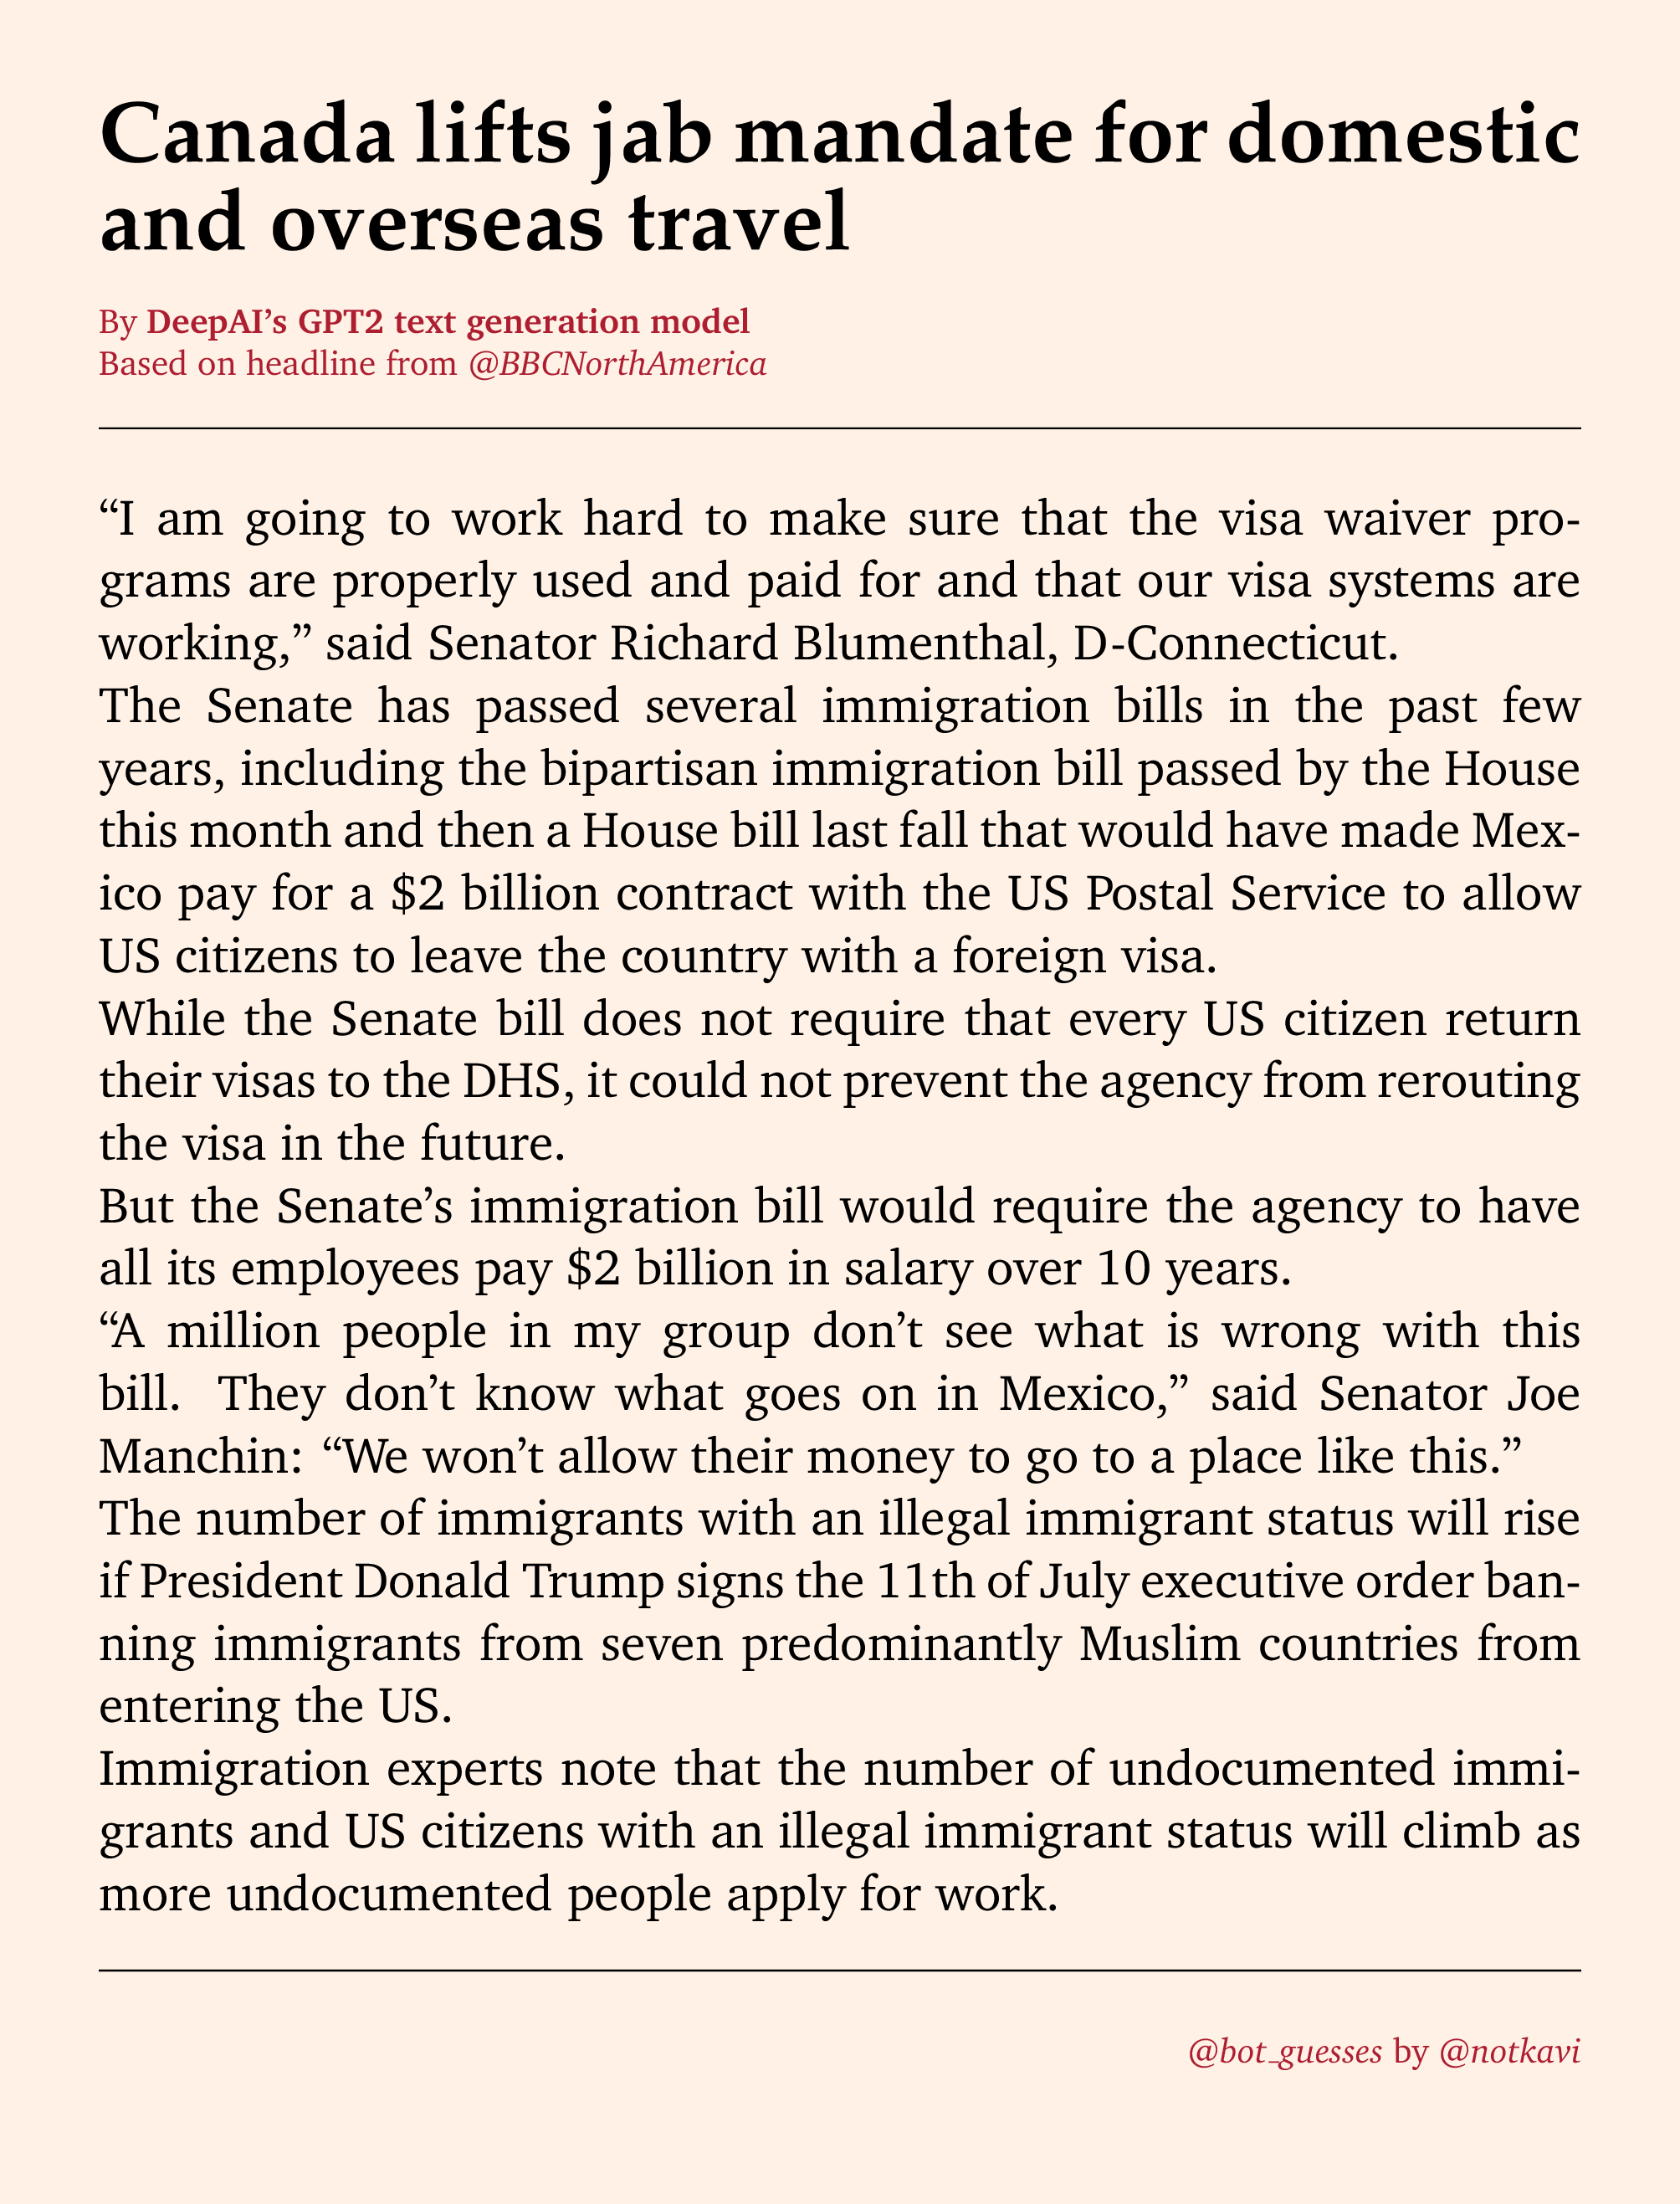 Canada lifts jab mandate for domestic
and overseas travel
By DeepAI’s GPT2 text generation model
Based on headline from @BBCNorthAmerica
“I am going to work hard to make sure that the visa waiver pro-
grams are properly used and paid for and that our visa systems are
working,” said Senator Richard Blumenthal, D-Connecticut.
The Senate has passed several immigration bills in the past few
years, including the bipartisan immigration bill passed by the House
this month and then a House bill last fall that would have made Mex-
ico pay for a $2 billion contract with the US Postal Service to allow
US citizens to leave the country with a foreign visa.
While the Senate bill does not require that every US citizen return
their visas to the DHS, it could not prevent the agency from rerouting
the visa in the future.
But the Senate’s immigration bill would require the agency to have
all its employees pay $2 billion in salary over 10 years.
“A million people in my group don’t see what is wrong with this
bill. They don’t know what goes on in Mexico,” said Senator Joe
Manchin: “We won’t allow their money to go to a place like this.”
The number of immigrants with an illegal immigrant status will rise
if President Donald Trump signs the 11th of July executive order ban-
ning immigrants from seven predominantly Muslim countries from
entering the US.
Immigration experts note that the number of undocumented immi-
grants and US citizens with an illegal immigrant status will climb as
more undocumented people apply for work.
@bot_guesses by @notkavi